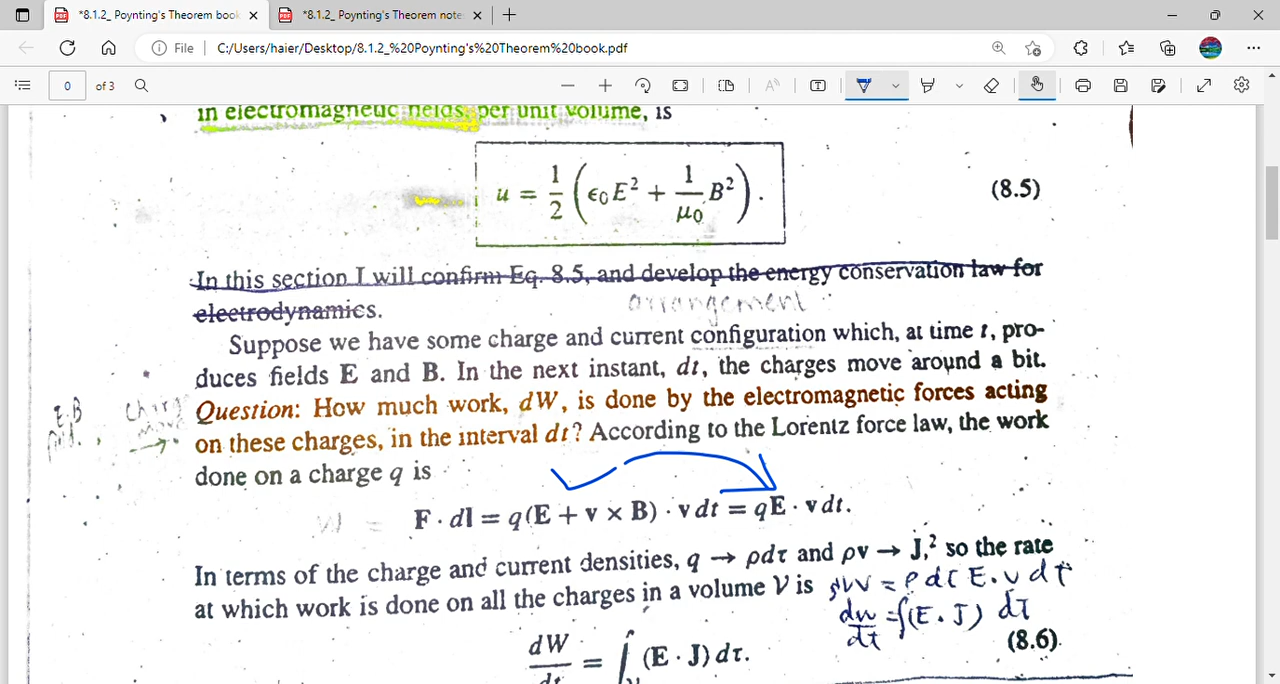 *8.1.2_ Poynting's Theorem book
*8.1.2_ Poynting's Theorem note
File
C:/Users/haier/Desktop/8.1.2_%20Poynting's%20Theorem%20book.pdf
0 of 3
in electromagnetic fields, per unit volume, is
u = 1/2 (ϵ₀E² + 1/μ₀ B²). (8.5)
In this section I will confirm Eq. 8.5, and develop the energy conservation law for
electrodynamics.
arrangement
Suppose we have some charge and current configuration which, at time t, pro-
duces fields E and B. In the next instant, dt, the charges move around a bit.
E.B
Question: How much work, dW, is done by the electromagnetic forces acting
on these charges, in the interval dt? According to the Lorentz force law, the work
done on a charge q is
W = F · dl = q(E + v × B) · v dt = qE · v dt.
In terms of the charge and current densities, q → ρdτ and ρv → J,² so the rate
at which work is done on all the charges in a volume V is
= ρ dτ E. v dt
dw/dt = ∫(E . J) dτ
(8.6)
dW/dt = ∫ (E · J) dτ.